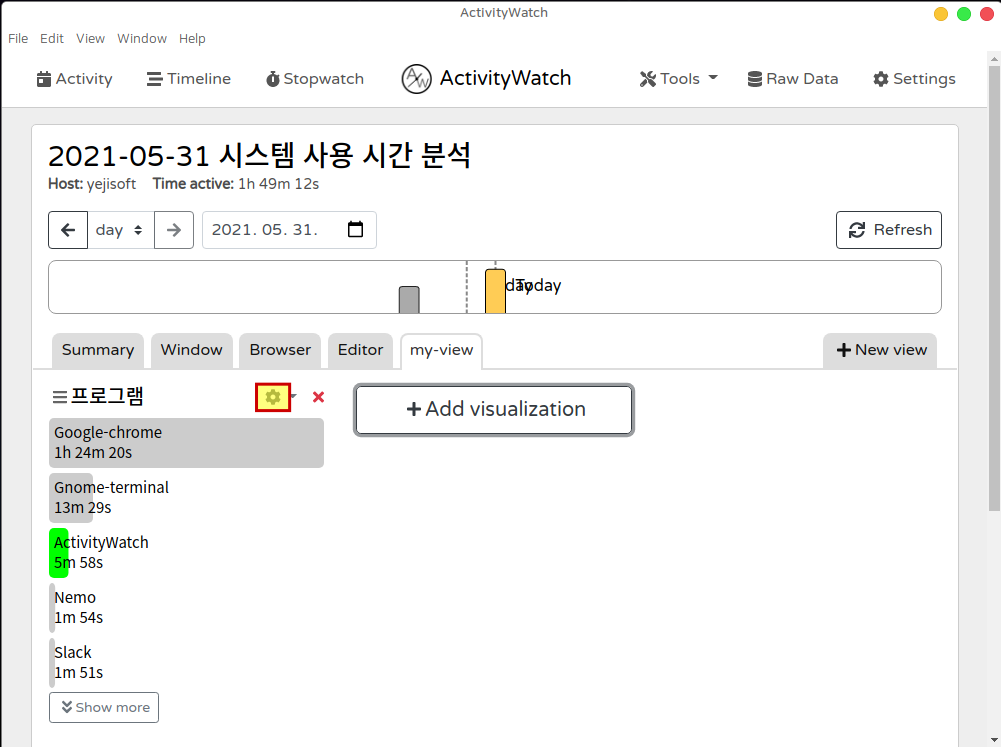 ActivityWatch
File Edit View Window Help
Activity Timeline Stopwatch ActivityWatch Tools Raw Data Settings
2021-05-31 시스템 사용 시간 분석
Host: yejisoft Time active: 1h 49m 12s
day 2021. 05. 31. Refresh
day Today
Summary Window Browser Editor my-view New view
프로그램
Add visualization
Google-chrome
1h 24m 20s
Gnome-terminal
13m 29s
ActivityWatch
5m 58s
Nemo
1m 54s
Slack
1m 51s
Show more